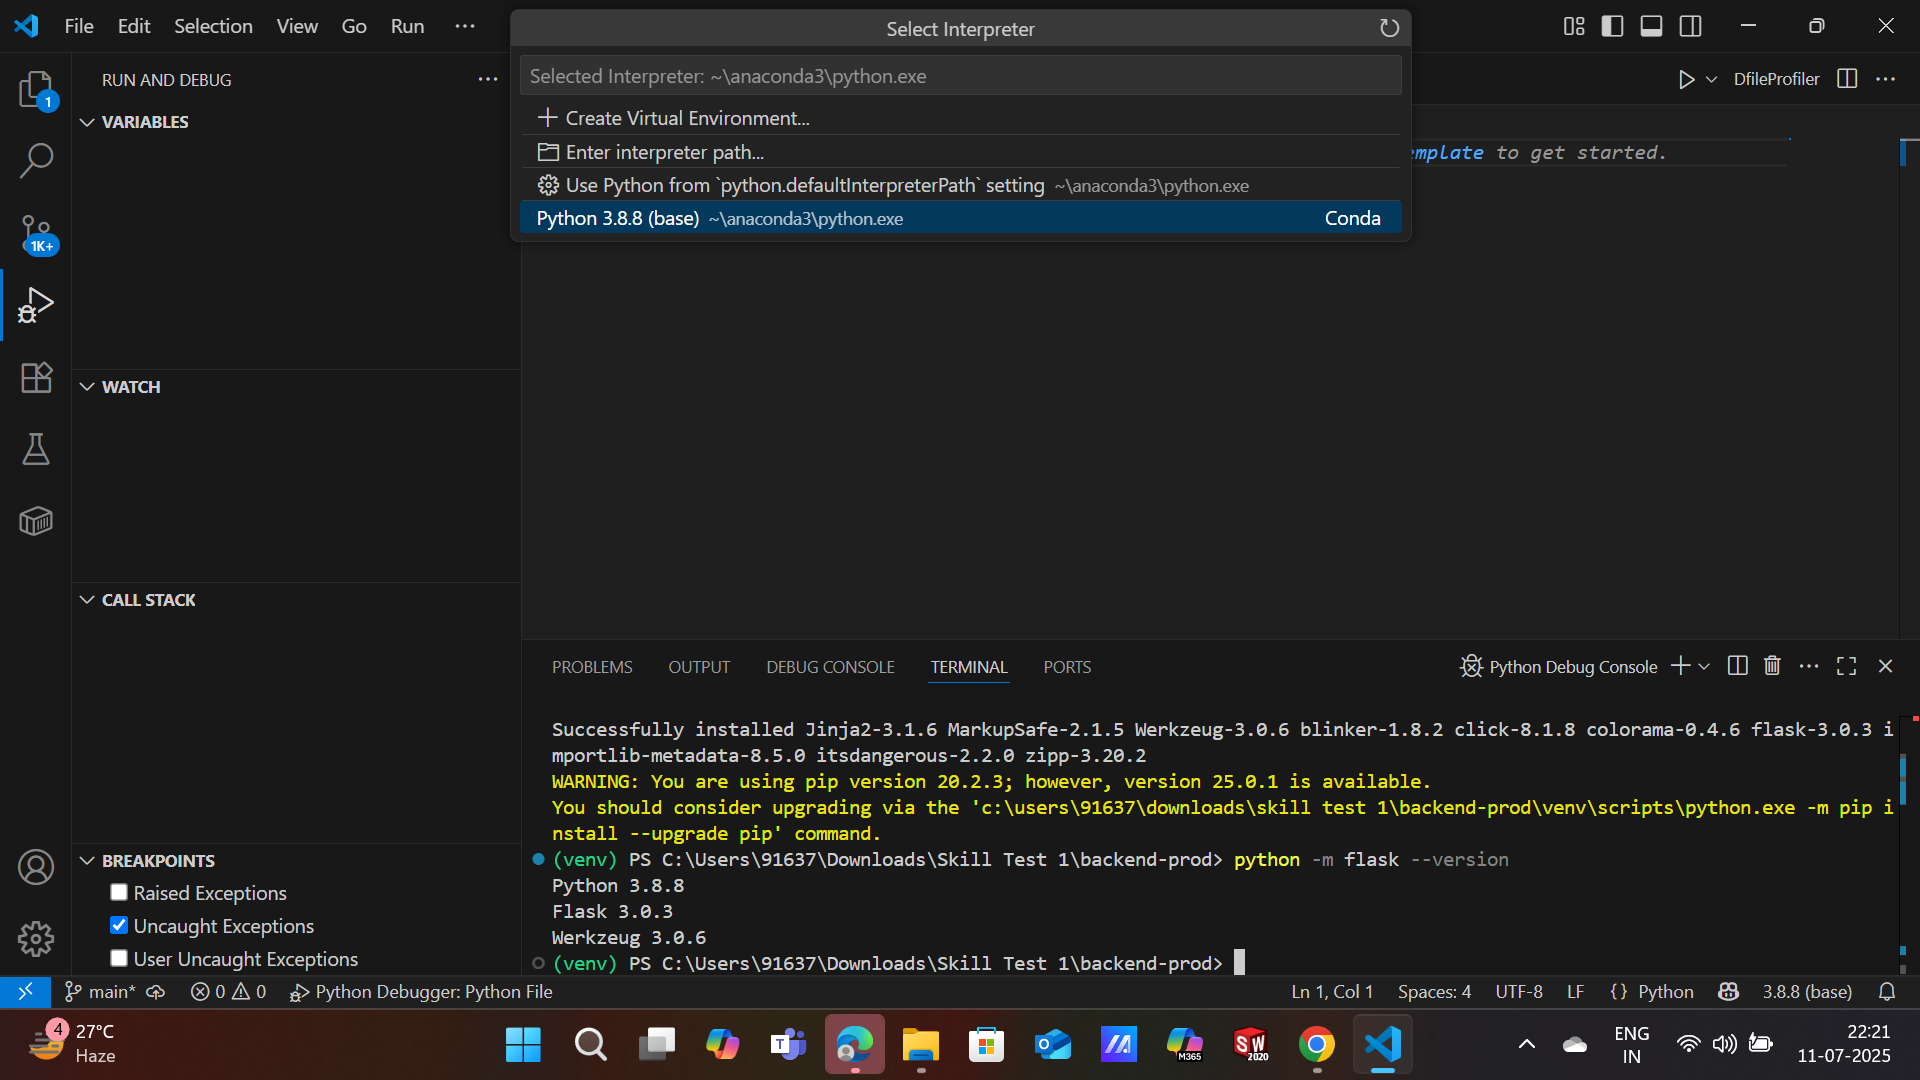 File Edit Selection View Go Run ...
Select Interpreter
Selected Interpreter: ~\anaconda3\python.exe
Create Virtual Environment...
Enter interpreter path...
Use Python from `python.defaultInterpreterPath` setting ~\anaconda3\python.exe
Python 3.8.8 (base) ~\anaconda3\python.exe Conda
DfileProfiler
mplate to get started.
1
1K+
RUN AND DEBUG
VARIABLES
WATCH
CALL STACK
BREAKPOINTS
Raised Exceptions
Uncaught Exceptions
User Uncaught Exceptions
PROBLEMS OUTPUT DEBUG CONSOLE TERMINAL PORTS
Python Debug Console
Successfully installed Jinja2-3.1.6 MarkupSafe-2.1.5 Werkzeug-3.0.6 blinker-1.8.2 click-8.1.8 colorama-0.4.6 flask-3.0.3 i
mportlib-metadata-8.5.0 itsdangerous-2.2.0 zipp-3.20.2
WARNING: You are using pip version 20.2.3; however, version 25.0.1 is available.
You should consider upgrading via the 'c:\users\91637\downloads\skill test 1\backend-prod\venv\scripts\python.exe -m pip i
nstall --upgrade pip' command.
(venv) PS C:\Users\91637\Downloads\Skill Test 1\backend-prod> python -m flask --version
Python 3.8.8
Flask 3.0.3
Werkzeug 3.0.6
(venv) PS C:\Users\91637\Downloads\Skill Test 1\backend-prod>
main* 0 0 Python Debugger: Python File
Ln 1, Col 1 Spaces: 4 UTF-8 LF {} Python 3.8.8 (base)
4
27°C
Haze
M365
SW
2020
ENG
IN
22:21
11-07-2025